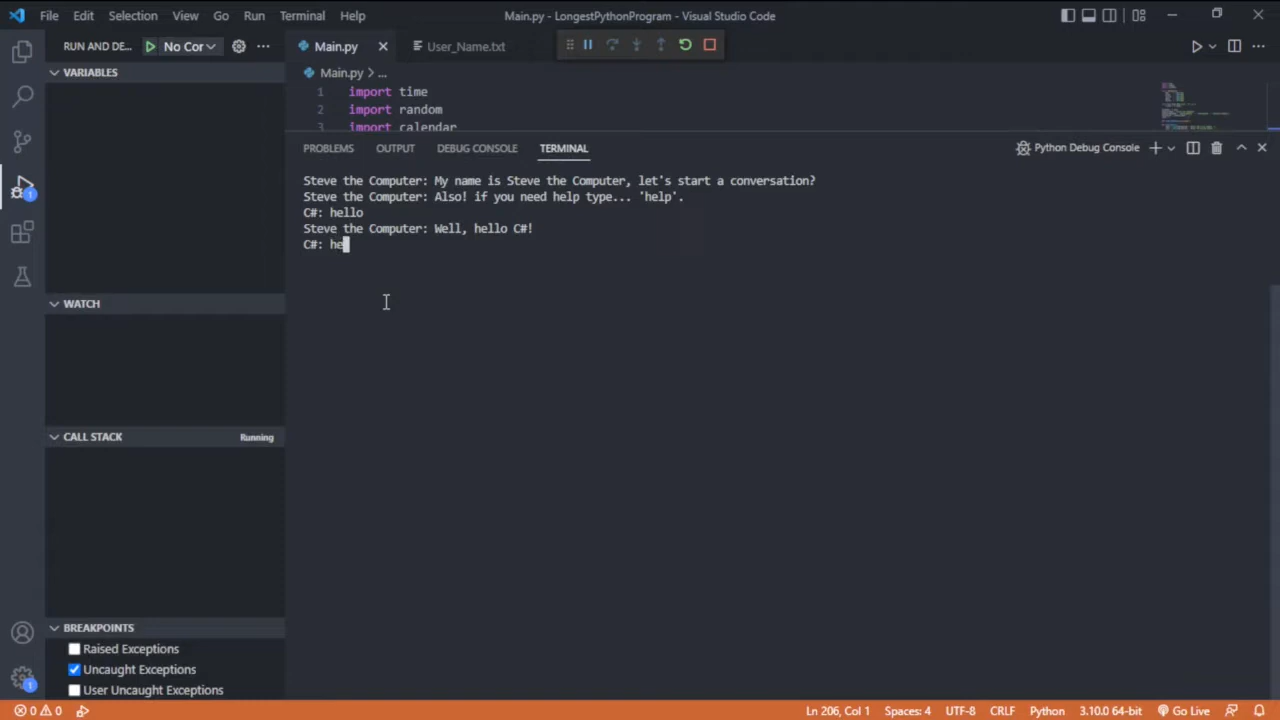 File Edit Selection View Go Run Terminal Help
Main.py - LongestPythonProgram - Visual Studio Code
RUN AND DE... No Cor
Main.py
User_Name.txt
VARIABLES
Main.py > ...
1 import time
2 import random
3 import calendar
PROBLEMS OUTPUT DEBUG CONSOLE TERMINAL
Python Debug Console
Steve the Computer: My name is Steve the Computer, let's start a conversation?
Steve the Computer: Also! if you need help type... 'help'.
C#: hello
Steve the Computer: Well, hello C#!
C#: he
WATCH
CALL STACK
Running
BREAKPOINTS
Raised Exceptions
Uncaught Exceptions
User Uncaught Exceptions
1
1
0 0
Ln 206, Col 1 Spaces: 4 UTF-8 CRLF Python 3.10.0 64-bit Go Live